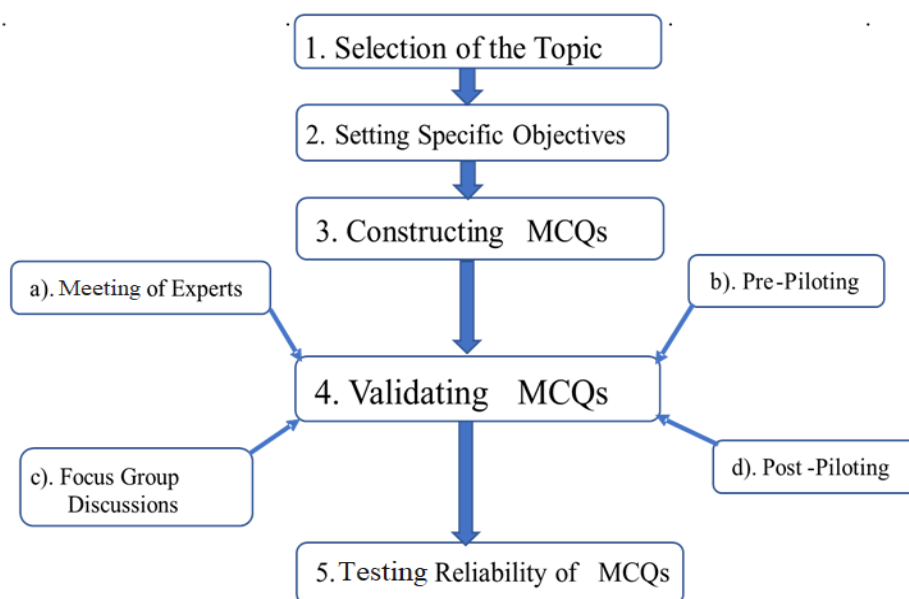 1. Selection of the Topic
2. Setting Specific Objectives
3. Constructing MCQs
a). Meeting of Experts
b). Pre-Piloting
4. Validating MCQs
c). Focus Group
Discussions
d). Post -Piloting
5. Testing Reliability of MCQs